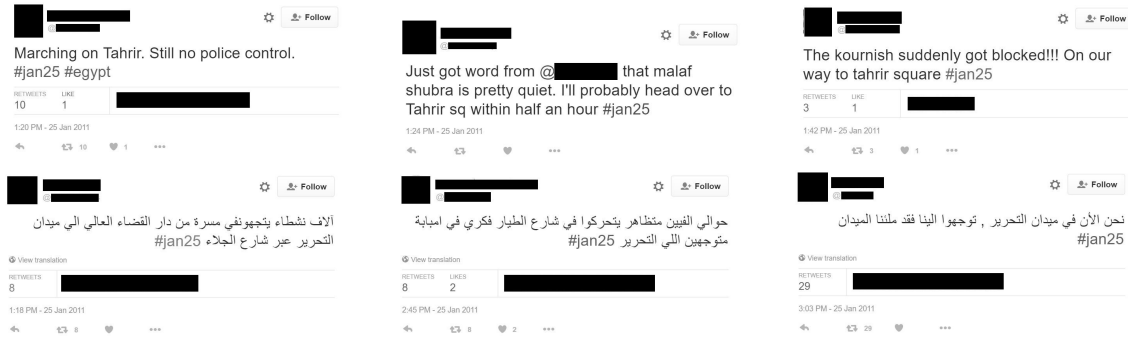 Follow
@
Marching on Tahrir. Still no police control.
#jan25 #egypt
RETWEETS LIKE
10 1
1:20 PM - 25 Jan 2011
10 1
Follow
@
Just got word from @ that malaf
shubra is pretty quiet. I'll probably head over to
Tahrir sq within half an hour #jan25
1:24 PM - 25 Jan 2011
Follow
@
The kournish suddenly got blocked!!! On our
way to tahrir square #jan25
RETWEETS LIKE
3 1
1:42 PM - 25 Jan 2011
3 1
Follow
@
آلاف نشطاء يتجهونفي مسرة من دار القضاء العالي الي ميدان
التحرير عبر شارع الجلاء #jan25
View translation
RETWEETS
8
1:18 PM - 25 Jan 2011
8
Follow
@
حوالي الفيين متظاهر يتحركوا في شارع الطيار فكري في امبابة
متوجهين اللي التحرير #jan25
View translation
RETWEETS LIKES
8 2
2:45 PM - 25 Jan 2011
8 2
Follow
@
نحن الأن في ميدان التحرير , توجهوا الينا فقد ملئنا الميدان
#jan25
View translation
RETWEETS
29
3:03 PM - 25 Jan 2011
29